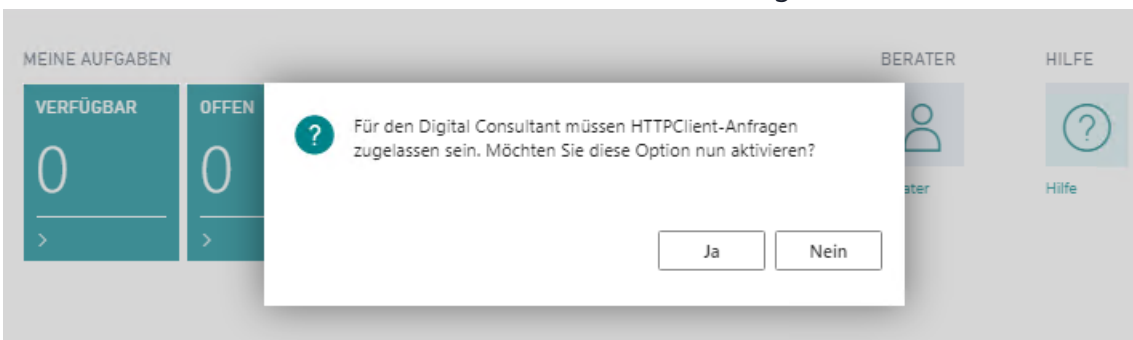 MEINE AUFGABEN
BERATER
HILFE
VERFÜGBAR
OFFEN
0
0
Für den Digital Consultant müssen HTTPClient-Anfragen
zugelassen sein. Möchten Sie diese Option nun aktivieren?
Hilfe
Ja
Nein